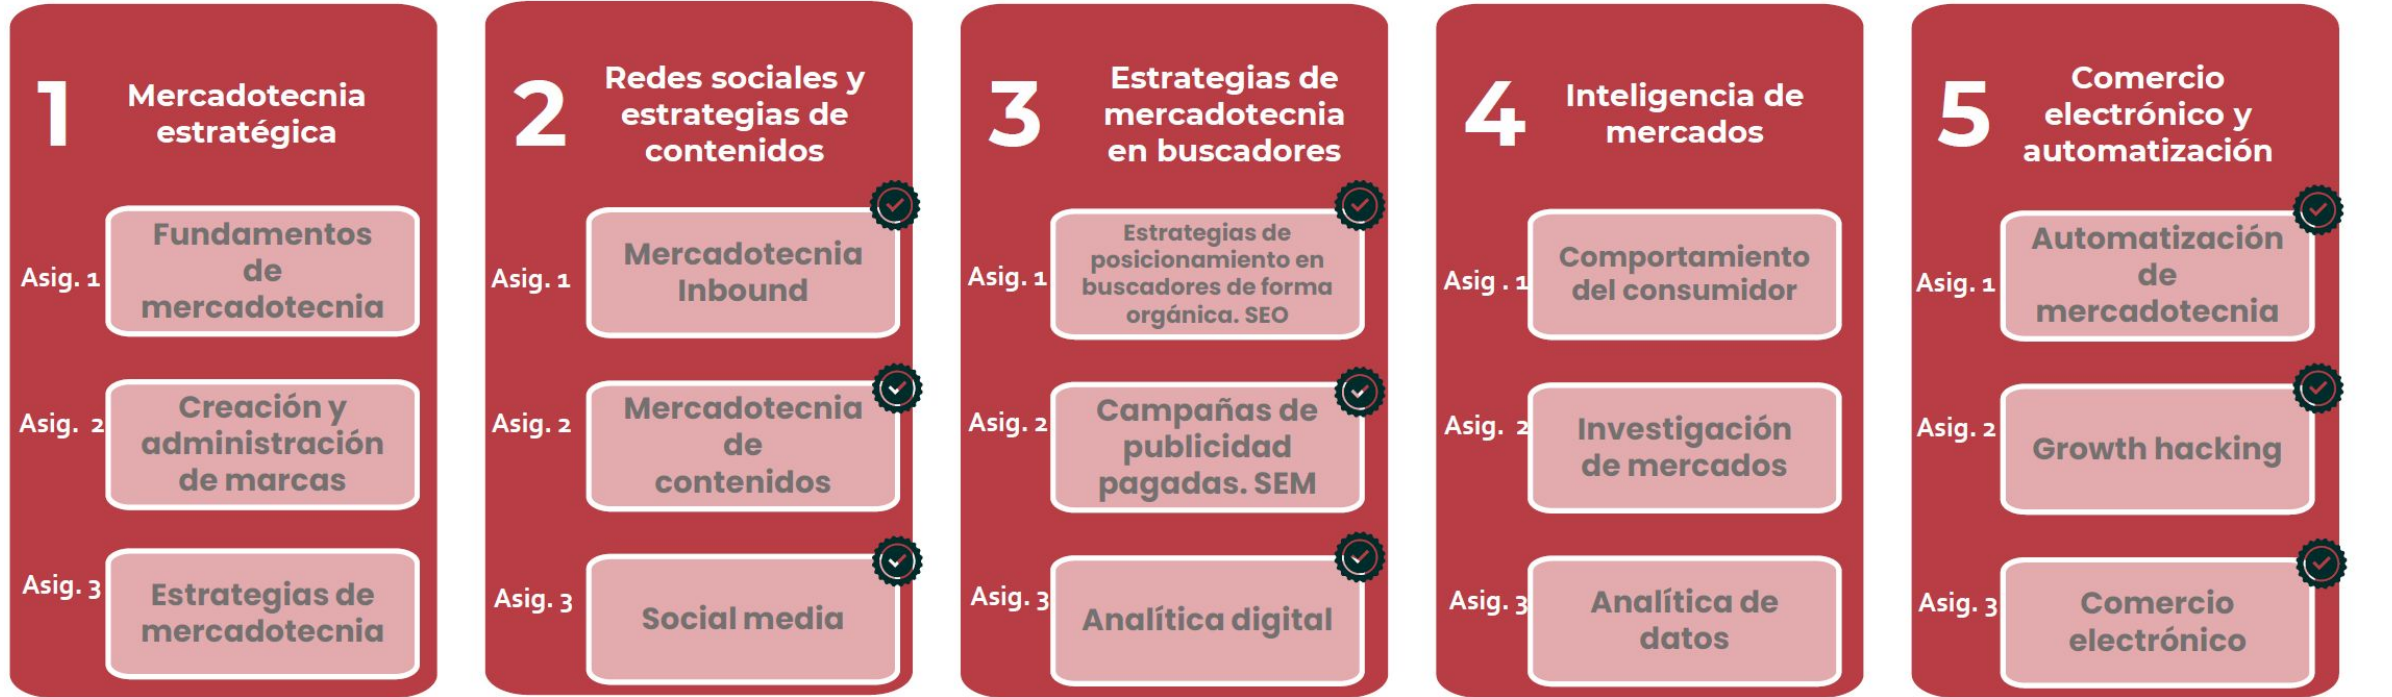 1
Mercadotecnia
estratégica
Asig. 1
Fundamentos
de
mercadotecnia
Asig. 2
Creación y
administración
de marcas
Asig. 3
Estrategias de
mercadotecnia
2
Redes sociales y
estrategias de
contenidos
Asig. 1
Mercadotecnia
Inbound
Asig. 2
Mercadotecnia
de
contenidos
Asig. 3
Social media
3
Estrategias de
mercadotecnia
en buscadores
Asig. 1
Estrategias de
posicionamiento en
buscadores de forma
orgánica. SEO
Asig. 2
Campañas de
publicidad
pagadas. SEM
Asig. 3
Analítica digital
4
Inteligencia de
mercados
Asig . 1
Comportamiento
del consumidor
Asig. 2
Investigación
de mercados
Asig. 3
Analítica de
datos
5
Comercio
electrónico y
automatización
Asig. 1
Automatización
de
mercadotecnia
Asig. 2
Growth hacking
Asig. 3
Comercio
electrónico